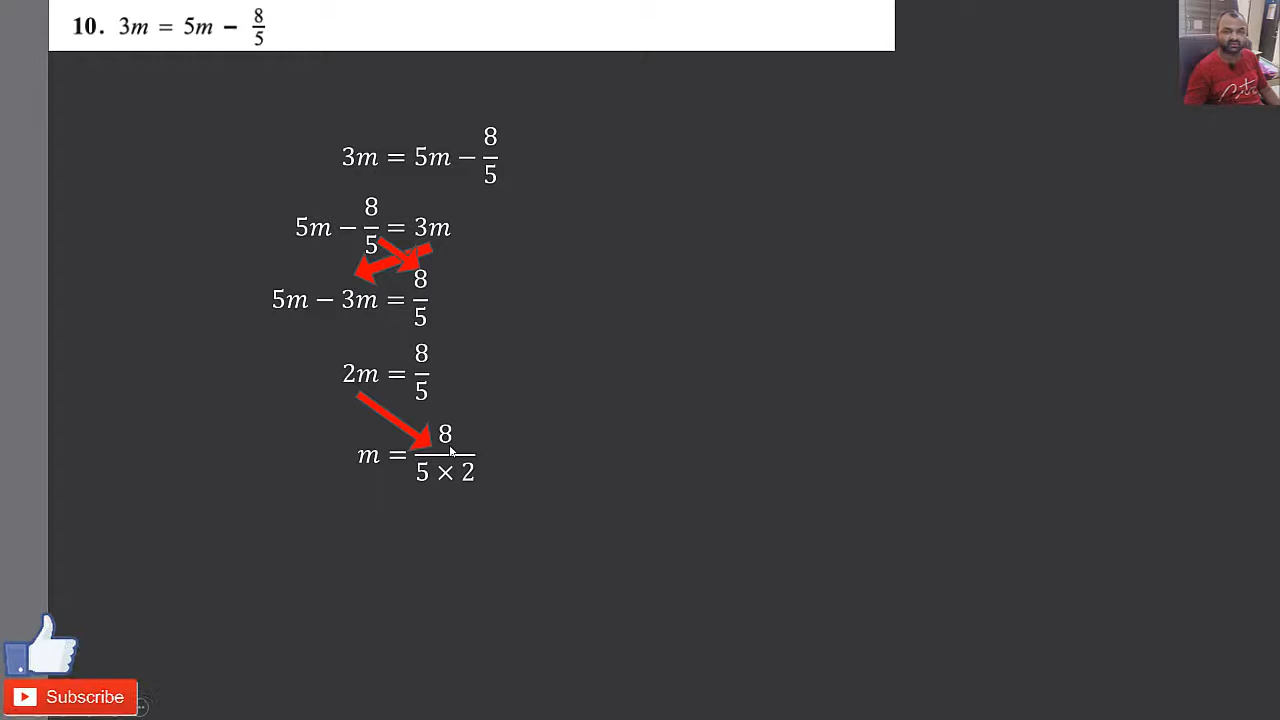 10. 3m = 5m − 8/5
3m = 5m − 8/5
5m − 8/5 = 3m
5m − 3m = 8/5
2m = 8/5
m = 8/(5 × 2)
Subscribe